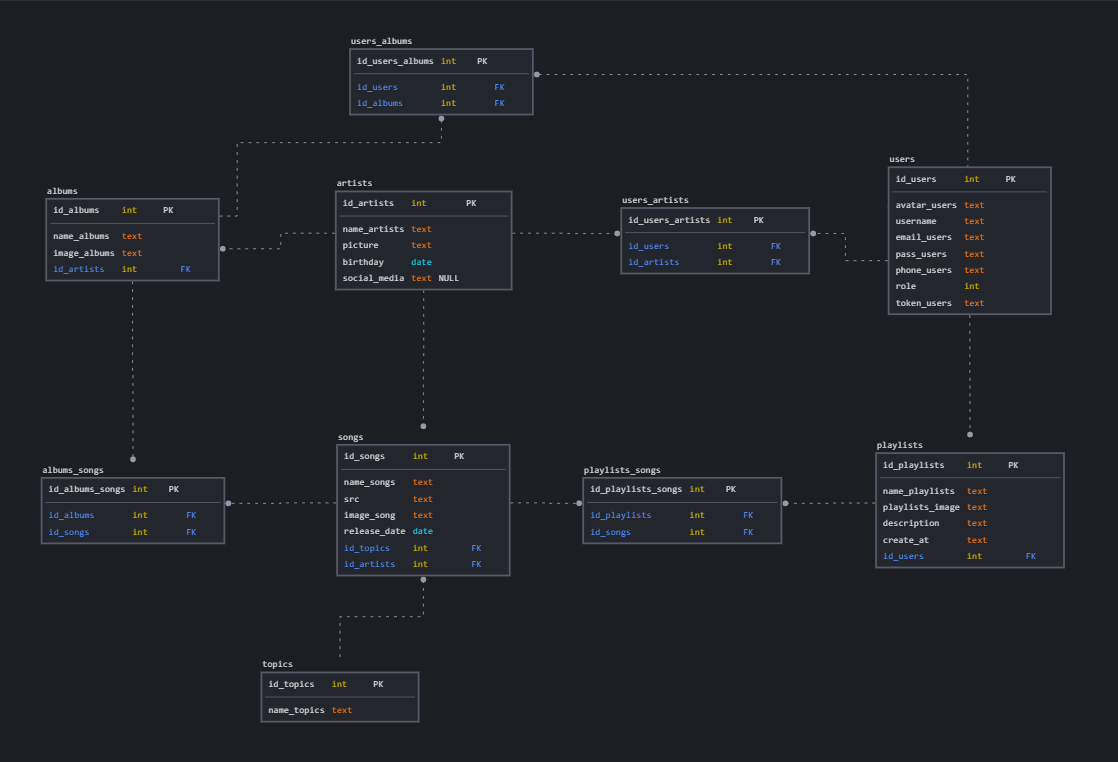 users_albums
id_users_albums int PK
id_users int FK
id_albums int FK
albums
id_albums int PK
name_albums text
image_albums text
id_artists int FK
artists
id_artists int PK
name_artists text
picture text
birthday date
social_media text NULL
users_artists
id_users_artists int PK
id_users int FK
id_artists int FK
users
id_users int PK
avatar_users text
username text
email_users text
pass_users text
phone_users text
role int
token_users text
albums_songs
id_albums_songs int PK
id_albums int FK
id_songs int FK
songs
id_songs int PK
name_songs text
src text
image_song text
release_date date
id_topics int FK
id_artists int FK
playlists_songs
id_playlists_songs int PK
id_playlists int FK
id_songs int FK
playlists
id_playlists int PK
name_playlists text
playlists_image text
description text
create_at text
id_users int FK
topics
id_topics int PK
name_topics text